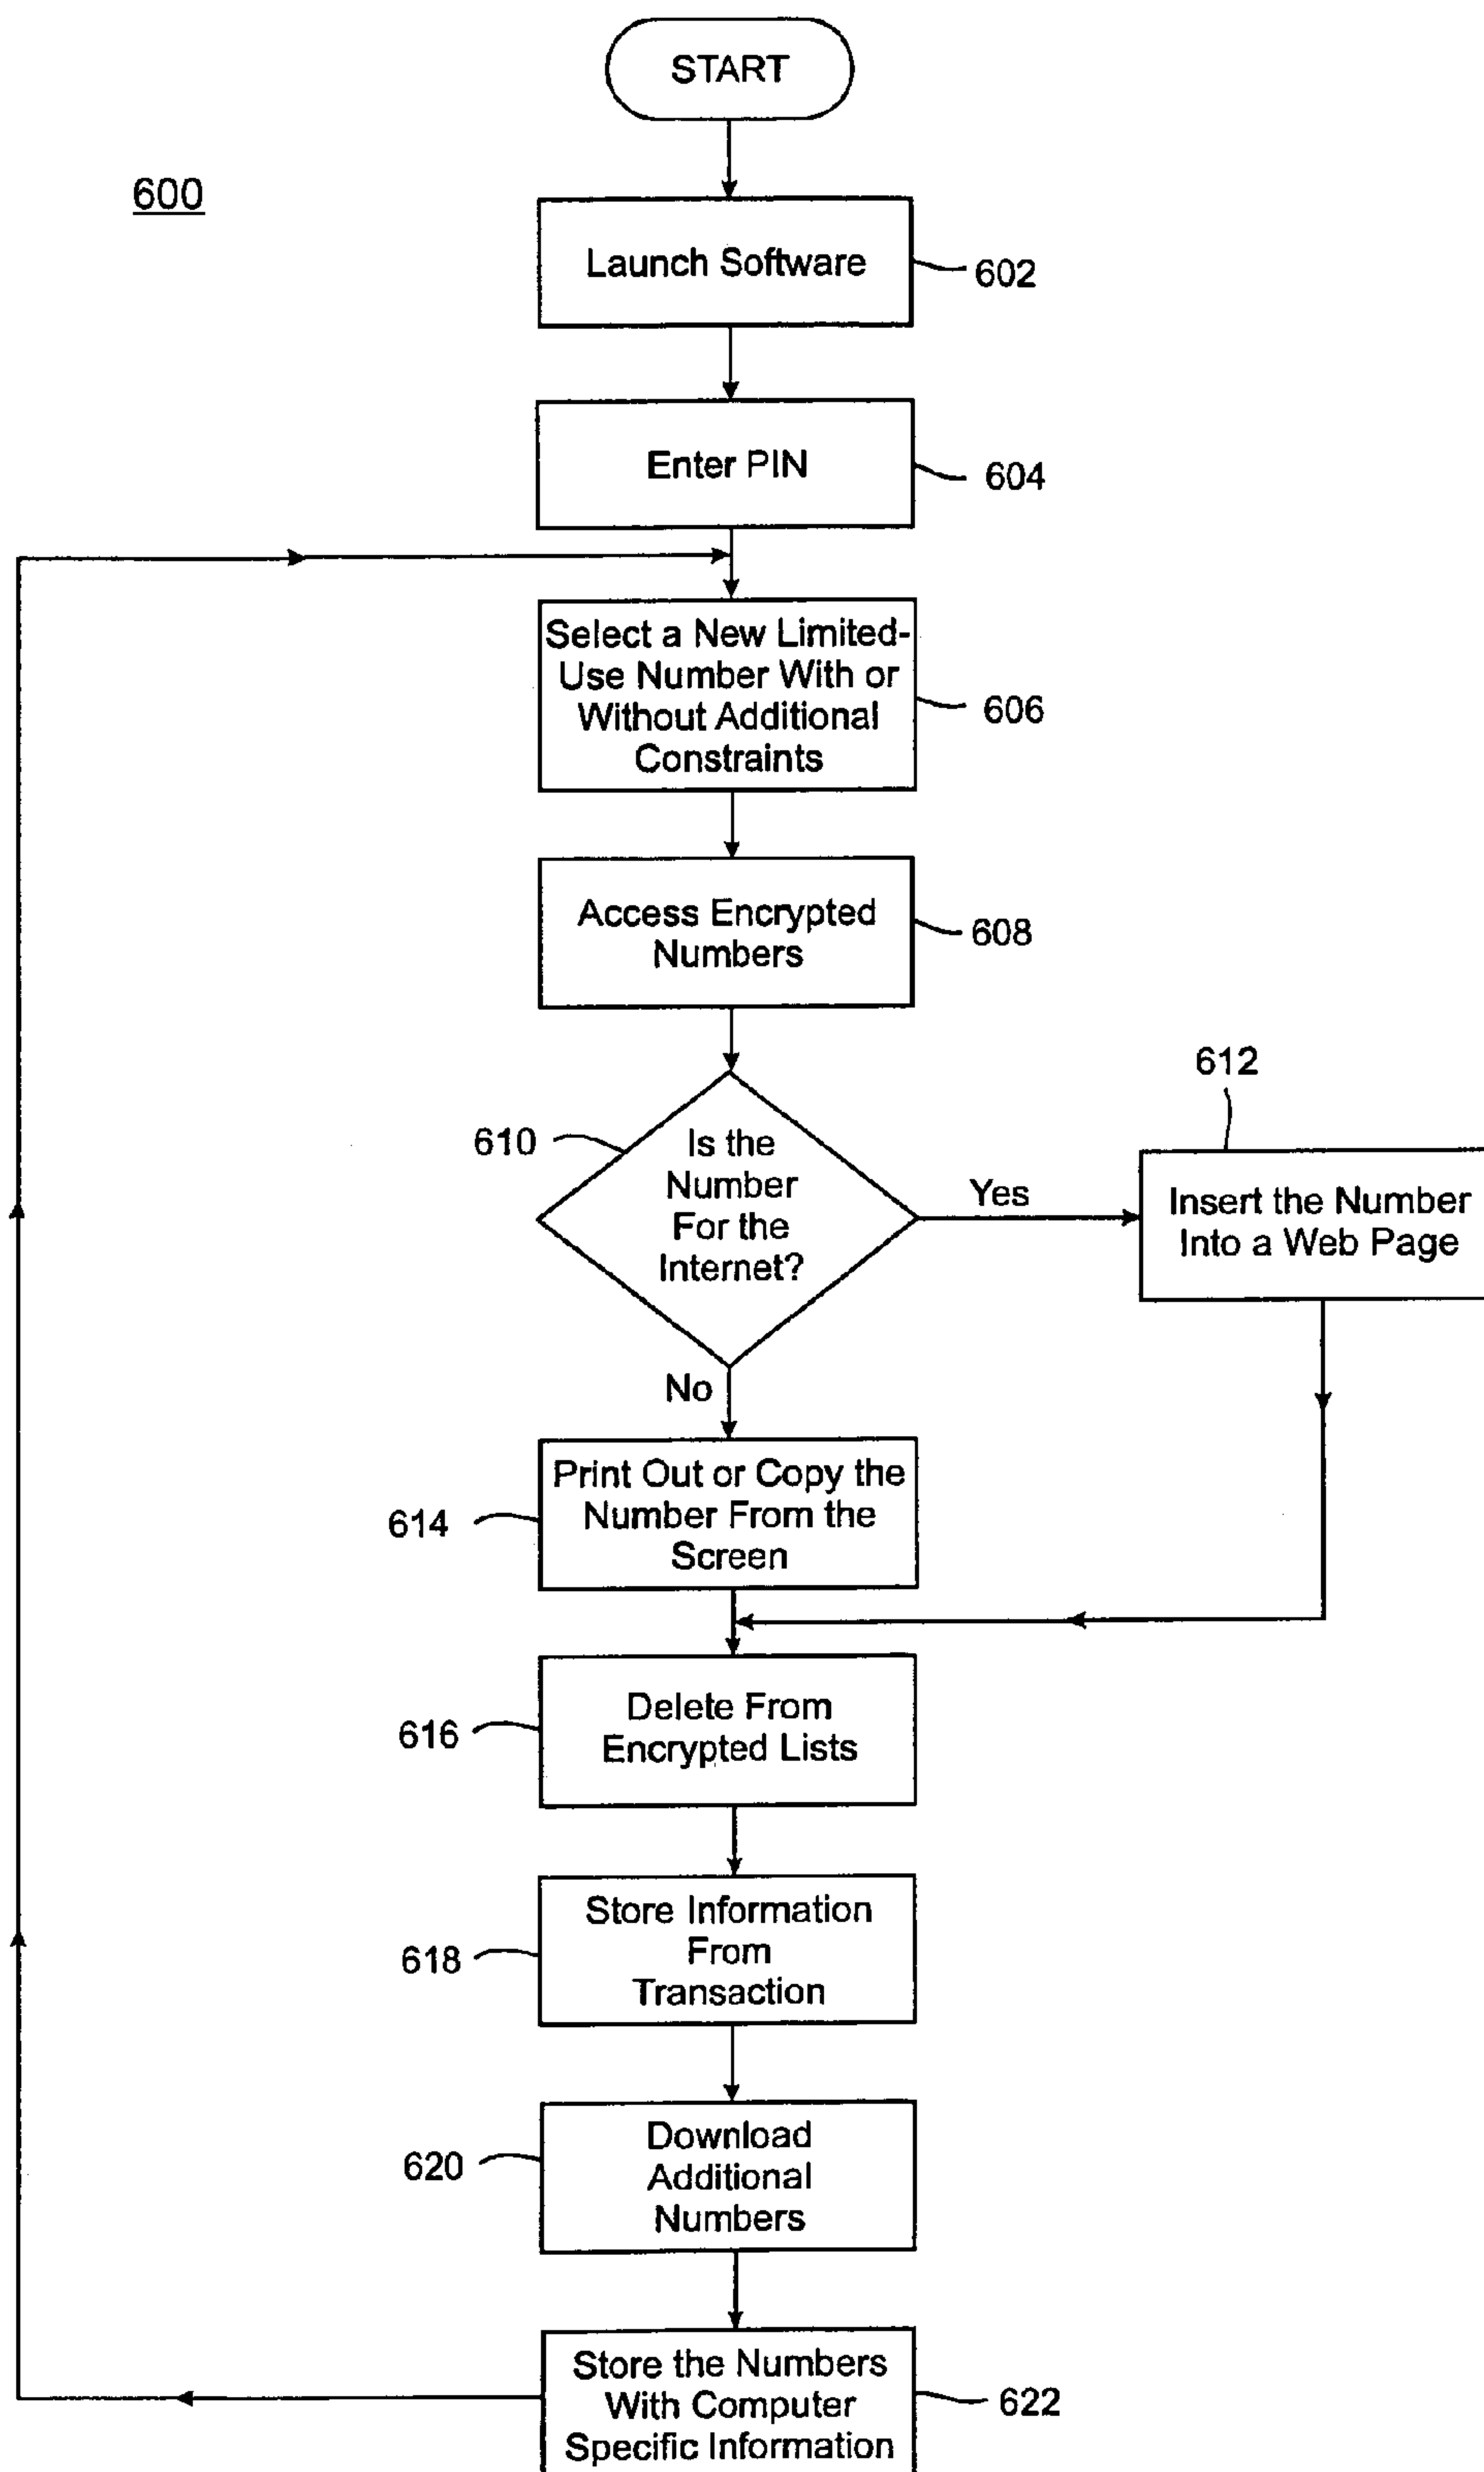 START
600
Launch Software
602
Enter PIN
604
Select a New Limited-
Use Number With or
Without Additional
Constraints
606
Access Encrypted
Numbers
608
610
Is the
Number
For the
Internet?
Yes
612
Insert the Number
Into a Web Page
No
Print Out or Copy the
Number From the
Screen
614
Delete From
Encrypted Lists
616
Store Information
From
Transaction
618
Download
Additional
Numbers
620
Store the Numbers
With Computer
Specific Information
622